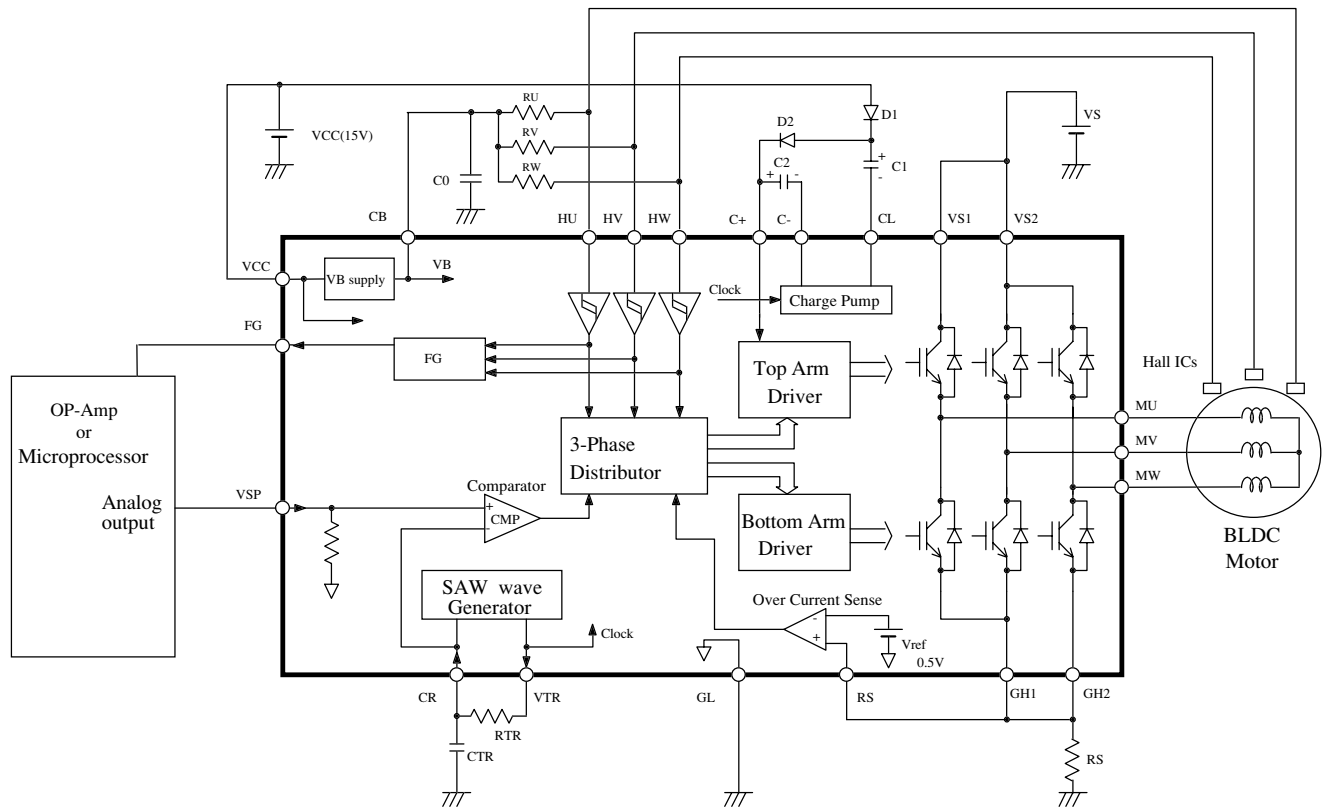 RU
VCC(15V)
RV
RW
D2
D1
VS
C2
+
-
+
-
C1
C0
CB
HU
HV
HW
C+
C-
CL
VS1
VS2
VCC
VB supply
VB
Clock
Charge Pump
FG
FG
Top Arm
Driver
Hall ICs
OP-Amp
or
Microprocessor
Analog
output
3-Phase
Distributor
MU
MV
MW
VSP
Comparator
+
-
CMP
Bottom Arm
Driver
BLDC
Motor
SAW wave
Generator
Clock
Over Current Sense
-
+
Vref
0.5V
CR
VTR
GL
RS
GH1
GH2
RTR
CTR
RS